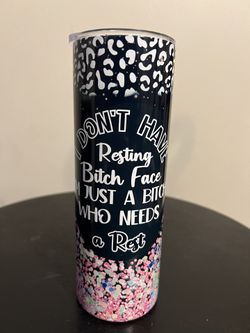 I DON'T HAVE
Resting
Bitch Face
I'M JUST A BITCH
WHO NEEDS
a Rest